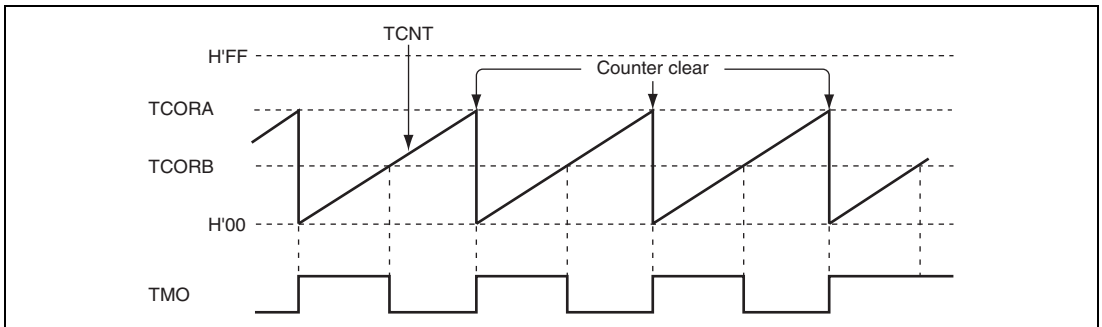 TCNT
H'FF
Counter clear
TCORA
TCORB
H'00
TMO